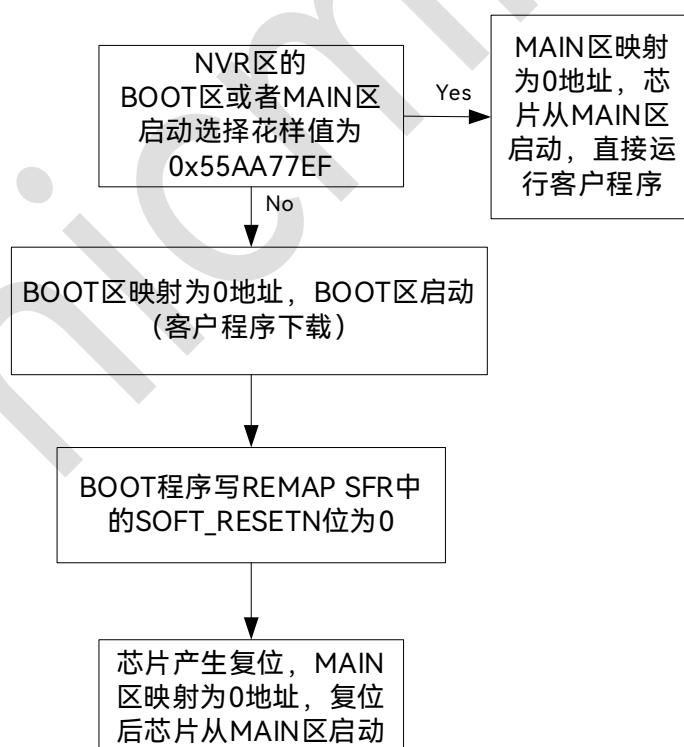 NVR区的
BOOT区或者MAIN区
启动选择花样值为
0x55AA77EF
Yes
MAIN区映射
为0地址，芯
片从MAIN区
启动，直接运
行客户程序
No
BOOT区映射为0地址，BOOT区启动
（客户程序下载）
BOOT程序写REMAP SFR中
的SOFT_RESETN位为0
芯片产生复位，MAIN
区映射为0地址，复位
后芯片从MAIN区启动